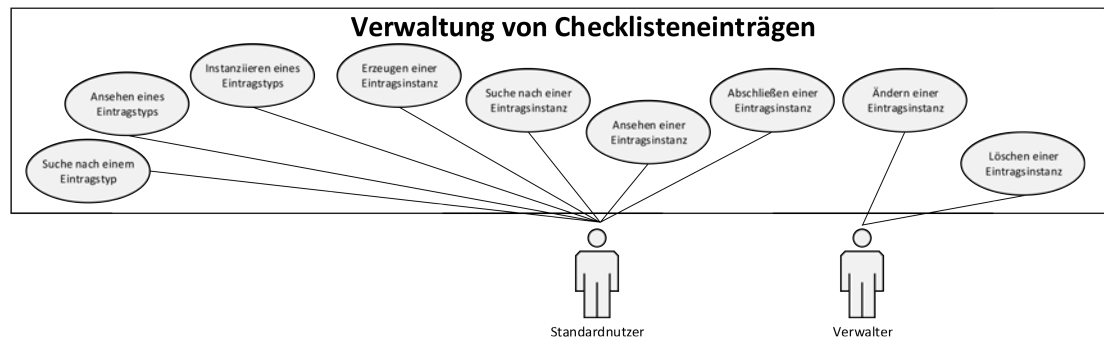 Verwaltung von Checklisteneinträgen
Instanziieren eines
Eintragstyps
Erzeugen einer
Eintragsinstanz
Ansehen eines
Eintragstyps
Suche nach einer
Eintragsinstanz
Abschließen einer
Eintragsinstanz
Ändern einer
Eintragsinstanz
Ansehen einer
Eintragsinstanz
Suche nach einem
Eintragstyp
Löschen einer
Eintragsinstanz
Standardnutzer
Verwalter